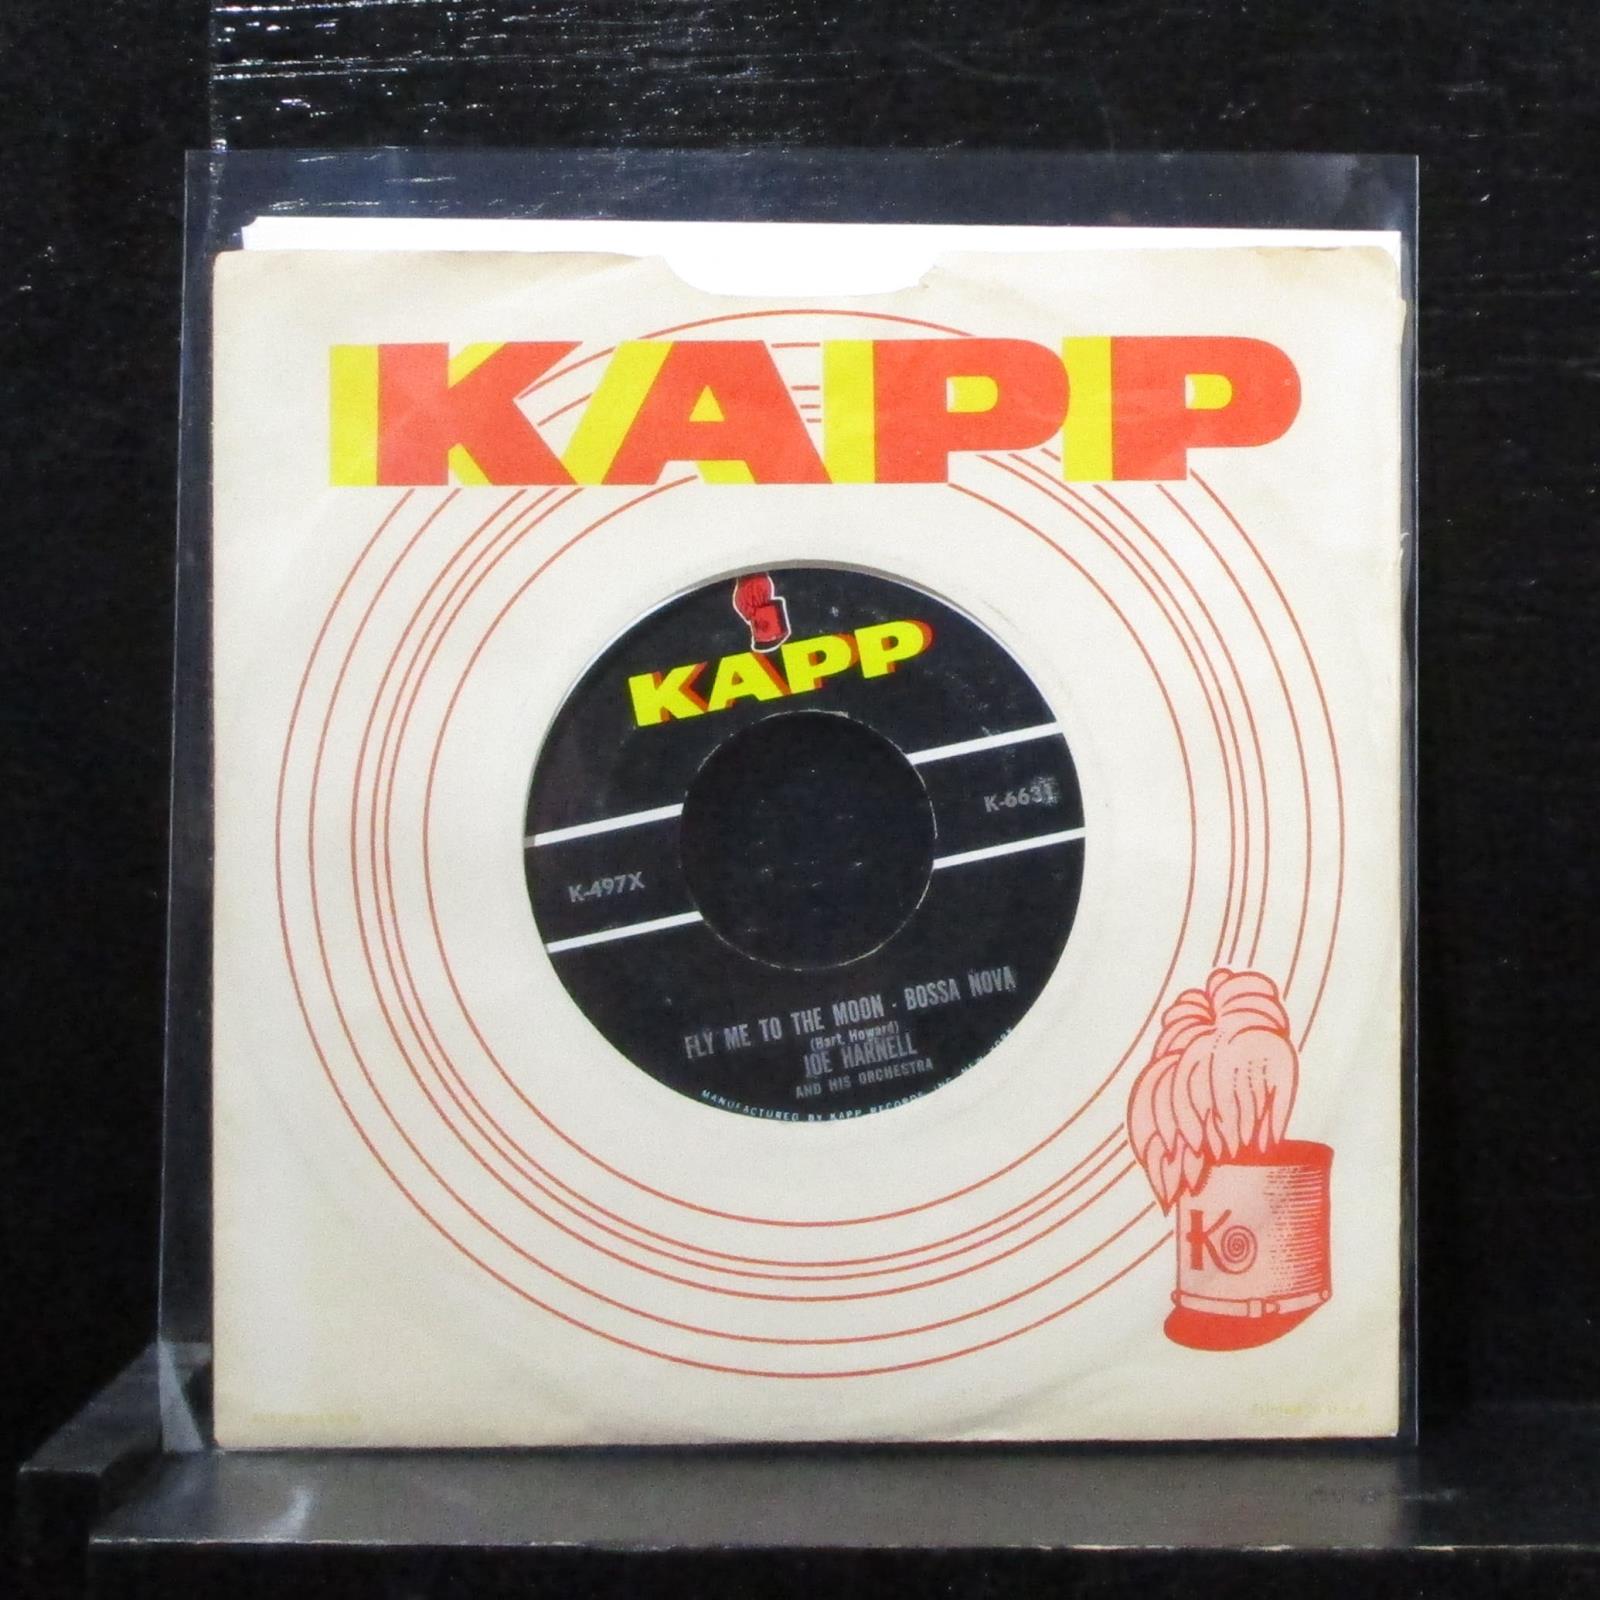 KAPP
KAPP
K-6631
K-497X
FLY ME TO THE MOON - BOSSA NOVA
(Bart Howard)
JOE HARNELL
AND HIS ORCHESTRA
MANUFACTURED BY KAPP RECORDS, INC. NEW YORK
K